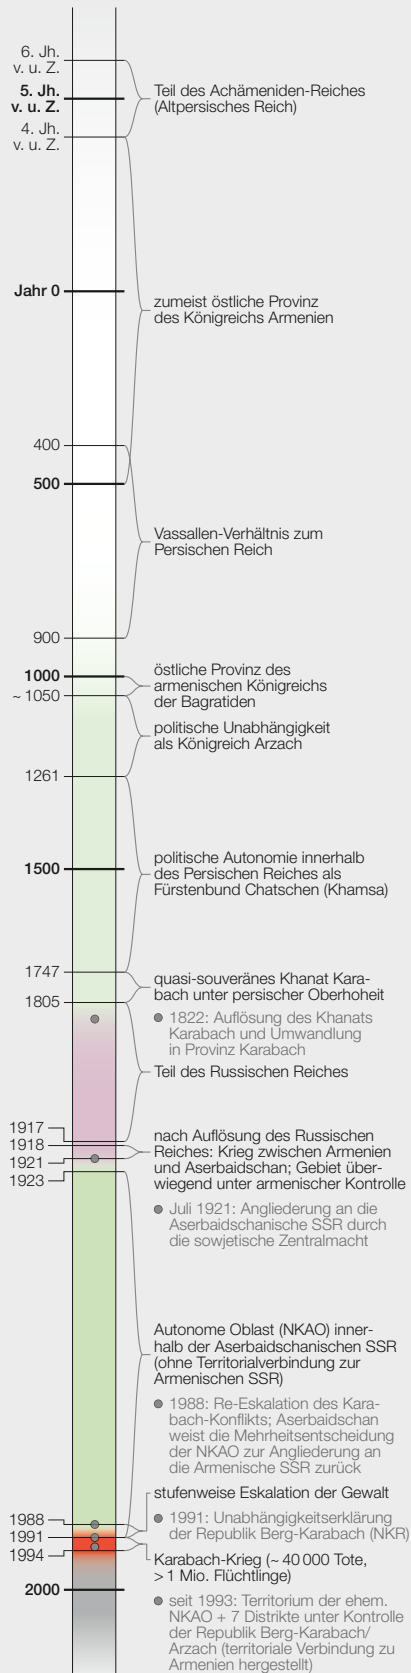 6. Jh.
v. u. Z.
5. Jh.
v. u. Z.
4. Jh.
v. u. Z.
Teil des Achämeniden-Reiches
(Altpersisches Reich)
Jahr 0
zumeist östliche Provinz
des Königreichs Armenien
400
500
Vassallen-Verhältnis zum
Persischen Reich
900
1000
~ 1050
östliche Provinz des
armenischen Königreichs
der Bagratiden
politische Unabhängigkeit
als Königreich Arzach
1261
1500
politische Autonomie innerhalb
des Persischen Reiches als
Fürstenbund Chatschen (Khamsa)
1747
1805
quasi-souveränes Khanat Kara-
bach unter persischer Oberhoheit
1822: Auflösung des Khanats
Karabach und Umwandlung
in Provinz Karabach
Teil des Russischen Reiches
1917
1918
1921
1923
nach Auflösung des Russischen
Reiches: Krieg zwischen Armenien
und Aserbaidschan; Gebiet über-
wiegend unter armenischer Kontrolle
Juli 1921: Angliederung an die
Aserbaidschanische SSR durch
die sowjetische Zentralmacht
Autonome Oblast (NKAO) inner-
halb der Aserbaidschanischen SSR
(ohne Territorialverbindung zur
Armenischen SSR)
1988: Re-Eskalation des Kara-
bach-Konflikts; Aserbaidschan
weist die Mehrheitsentscheidung
der NKAO zur Angliederung an
die Armenische SSR zurück
stufenweise Eskalation der Gewalt
1988
1991
1994
1991: Unabhängigkeitserklärung
der Republik Berg-Karabach (NKR)
Karabach-Krieg (~ 40 000 Tote,
> 1 Mio. Flüchtlinge)
2000
seit 1993: Territorium der ehem.
NKAO + 7 Distrikte unter Kontrolle
der Republik Berg-Karabach/
Arzach (territoriale Verbindung zu
Armenien hergestellt)